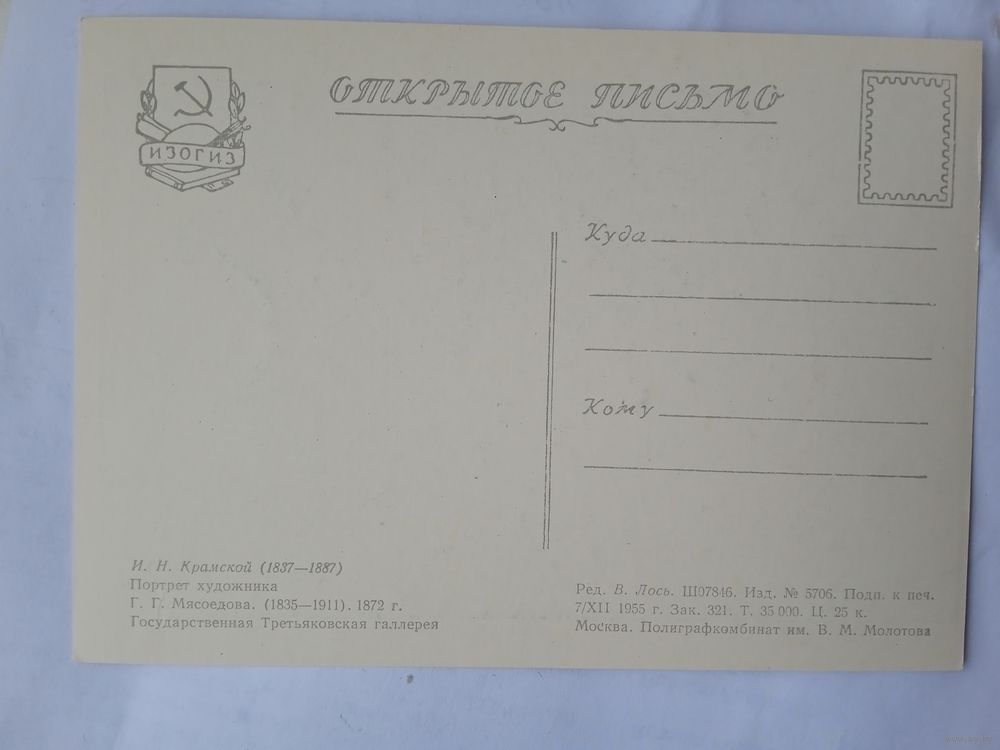 ИЗОГИЗ
ОТКРЫТОЕ ПИСЬМО
Куда
Кому
И. Н. Крамской (1837—1887)
Портрет художника
Г. Г. Мясоедова. (1835—1911). 1872 г.
Государственная Третьяковская галлерея
Ред. В. Лось. Ш07846. Изд. № 5706. Подп. к печ.
7/XII 1955 г. Зак. 321. Т. 35 000. Ц. 25 к.
Москва. Полиграфкомбинат им. В. М. Молотова